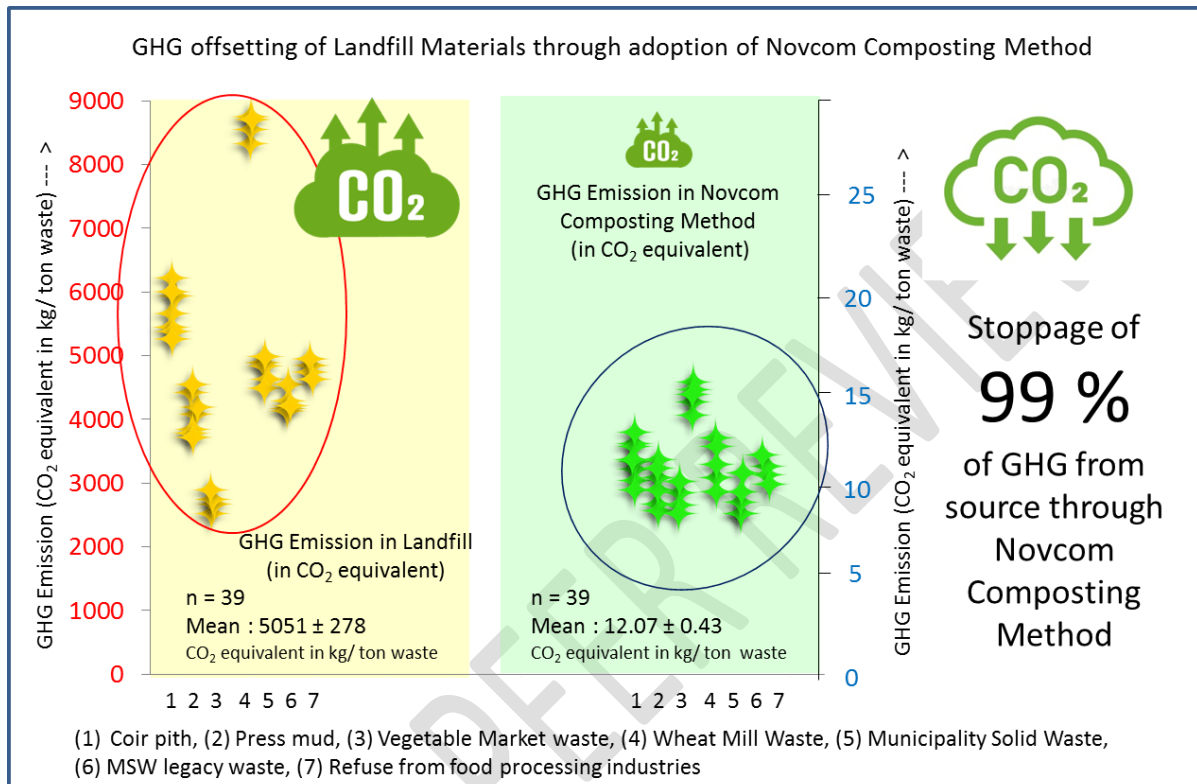 GHG offsetting of Landfill Materials through adoption of Novcom Composting Method
GHG Emission (CO₂ equivalent in kg/ ton waste) --- >
9000
8000
7000
6000
5000
4000
3000
2000
1000
0
CO₂
GHG Emission in Landfill
(in CO₂ equivalent)
n = 39
Mean : 5051 ± 278
CO₂ equivalent in kg/ ton waste
1 2 3 4 5 6 7
CO₂
GHG Emission in Novcom
Composting Method
(in CO₂ equivalent)
n = 39
Mean : 12.07 ± 0.43
CO₂ equivalent in kg/ ton waste
1 2 3 4 5 6 7
25
20
15
10
5
0
GHG Emission (CO₂ equivalent in kg/ ton waste) --- >
CO₂
Stoppage of
99 %
of GHG from
source through
Novcom
Composting
Method
(1) Coir pith, (2) Press mud, (3) Vegetable Market waste, (4) Wheat Mill Waste, (5) Municipality Solid Waste,
(6) MSW legacy waste, (7) Refuse from food processing industries